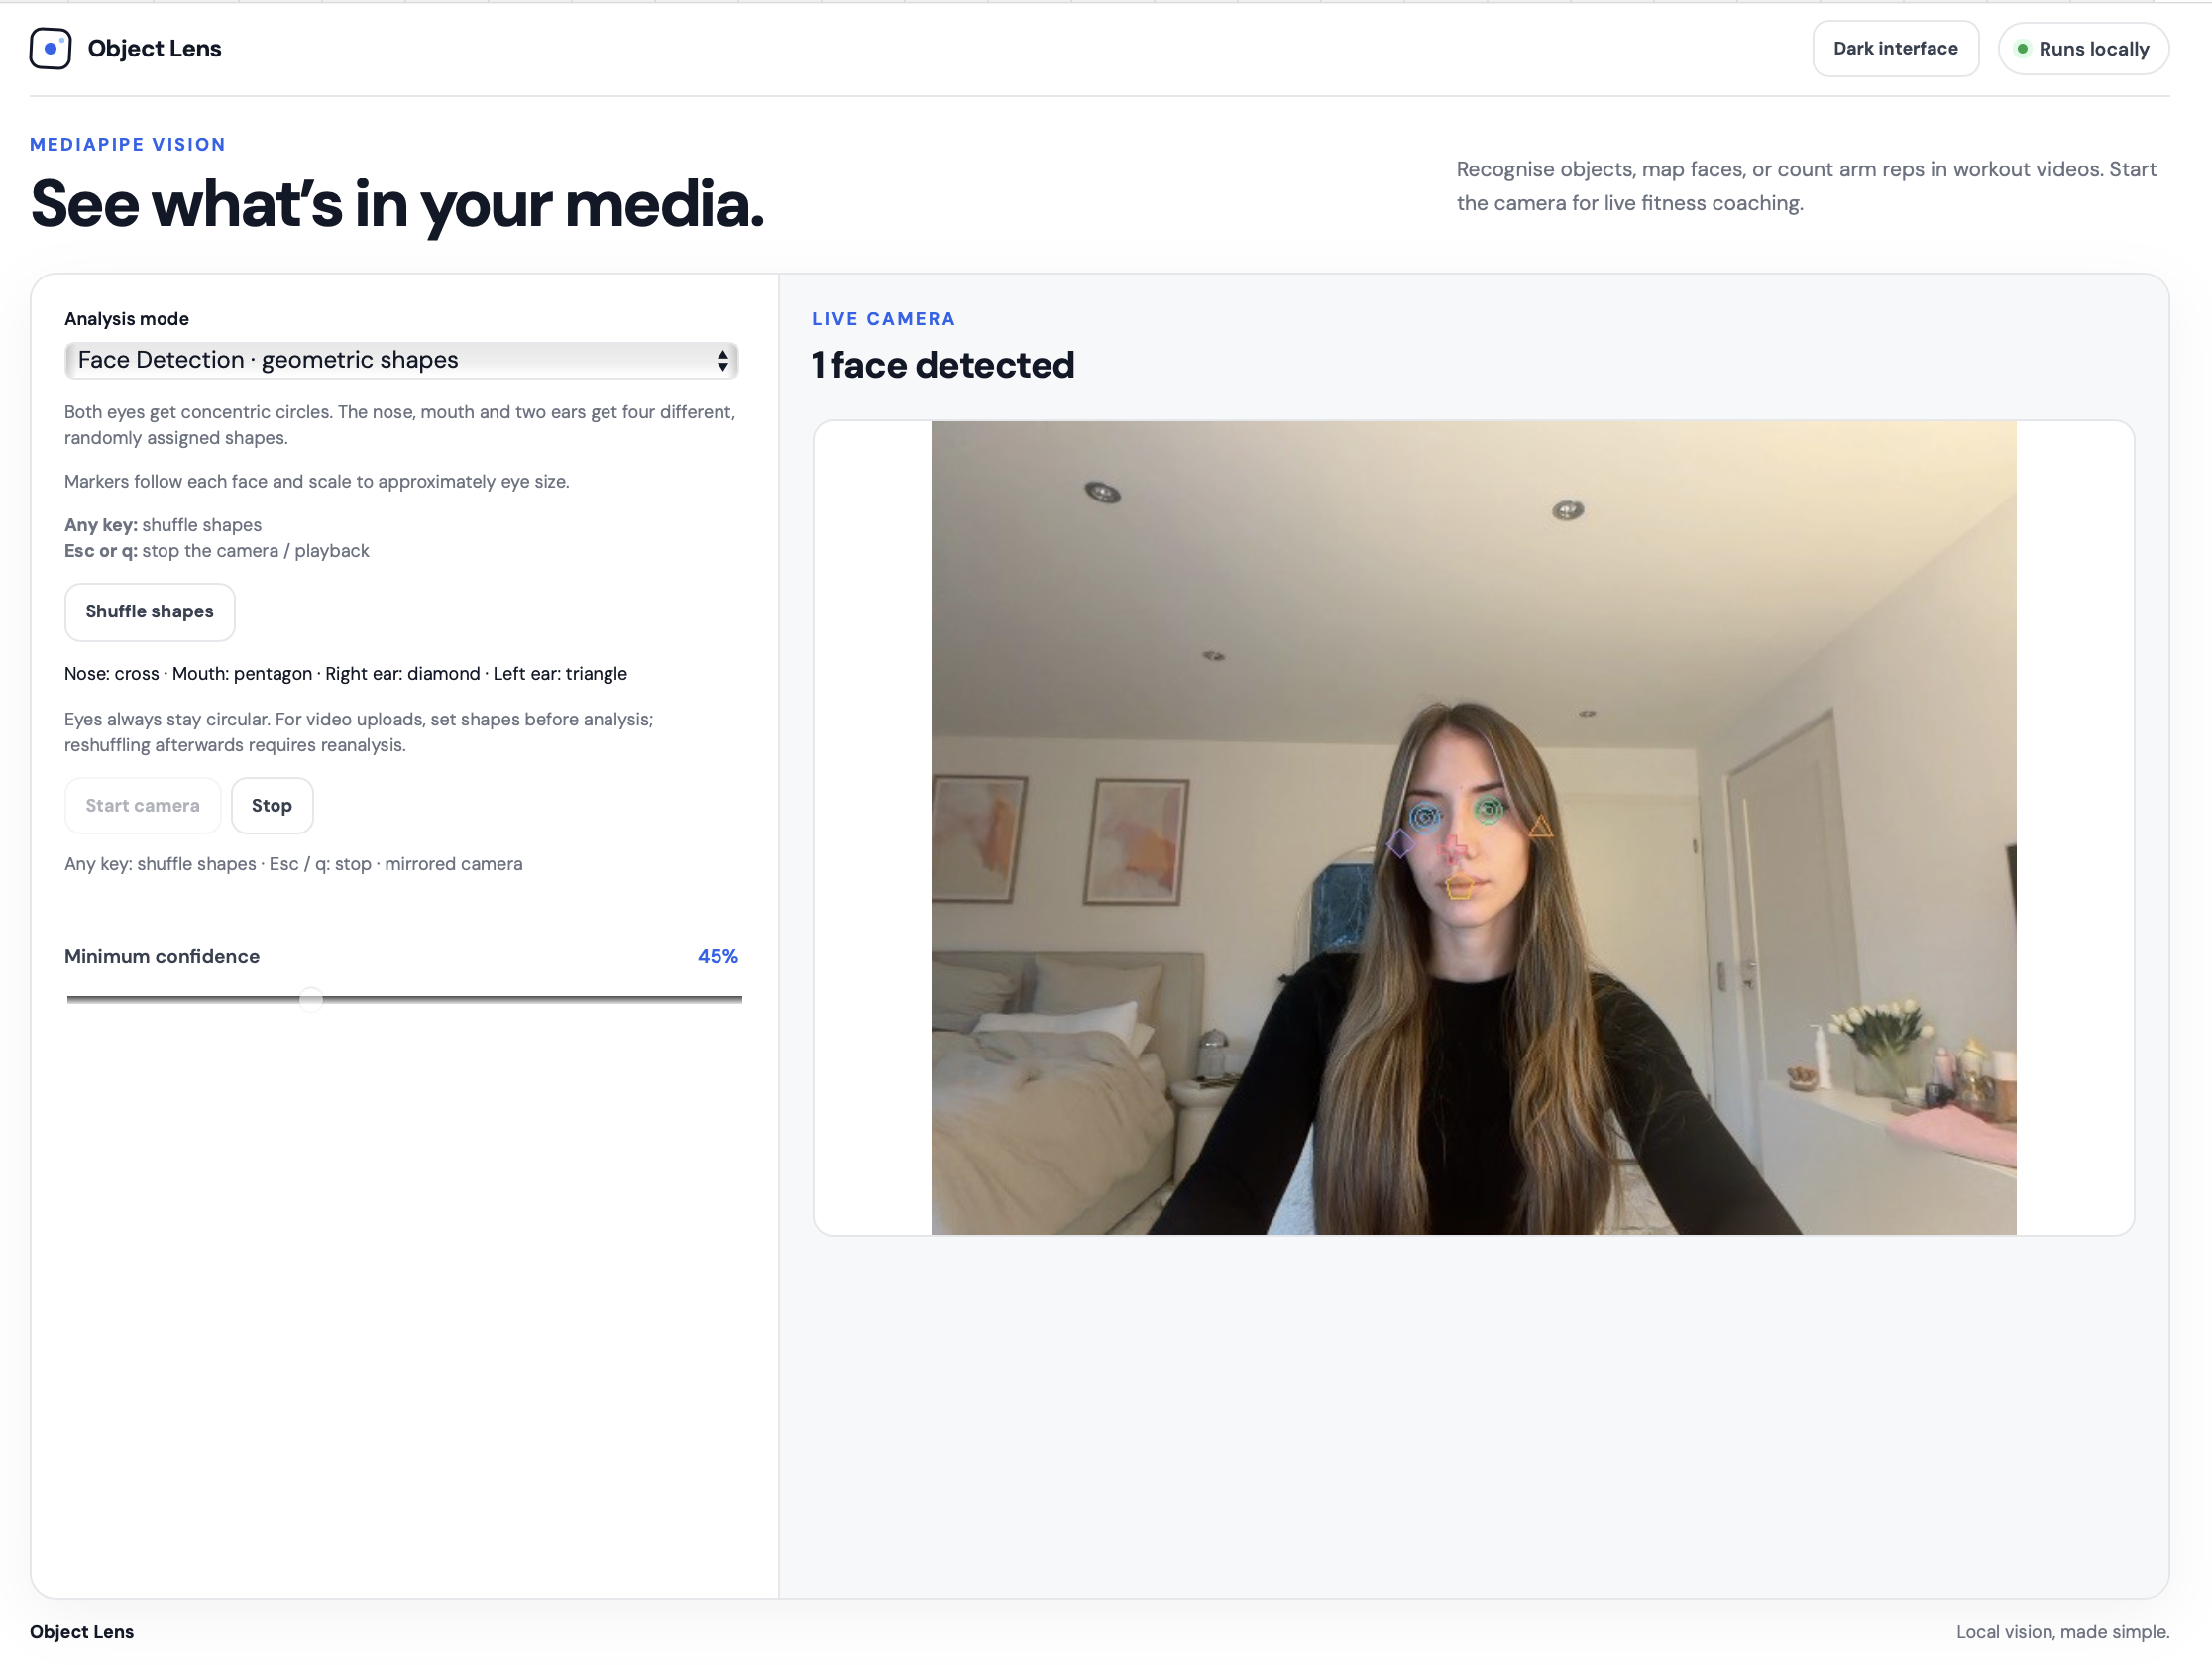 Object Lens
Dark interface
Runs locally
MEDIAPIPE VISION
See what’s in your media.
Recognise objects, map faces, or count arm reps in workout videos. Start
the camera for live fitness coaching.
Analysis mode
Face Detection · geometric shapes
Both eyes get concentric circles. The nose, mouth and two ears get four different,
randomly assigned shapes.
Markers follow each face and scale to approximately eye size.
Any key: shuffle shapes
Esc or q: stop the camera / playback
Shuffle shapes
Nose: cross · Mouth: pentagon · Right ear: diamond · Left ear: triangle
Eyes always stay circular. For video uploads, set shapes before analysis;
reshuffling afterwards requires reanalysis.
Start camera
Stop
Any key: shuffle shapes · Esc / q: stop · mirrored camera
Minimum confidence
45%
LIVE CAMERA
1 face detected
Object Lens
Local vision, made simple.